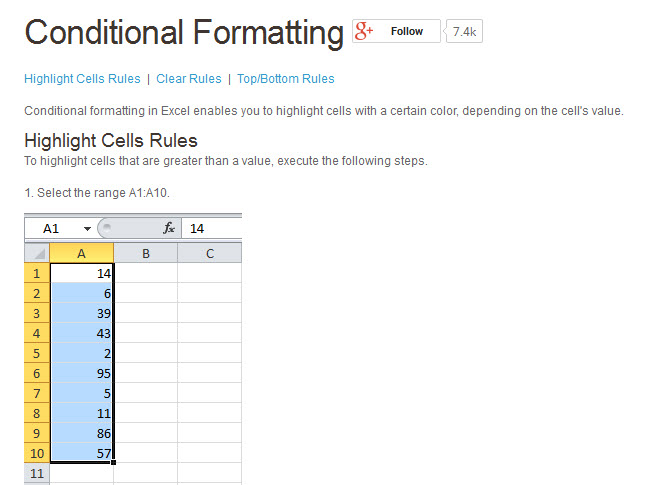 Conditional Formatting g+ Follow 7.4k
Highlight Cells Rules | Clear Rules | Top/Bottom Rules
Conditional formatting in Excel enables you to highlight cells with a certain color, depending on the cell's value.
Highlight Cells Rules
To highlight cells that are greater than a value, execute the following steps.
1. Select the range A1:A10.
A1 fx 14
A B C
1 14
2 6
3 39
4 43
5 2
6 95
7 5
8 11
9 86
10 57
11